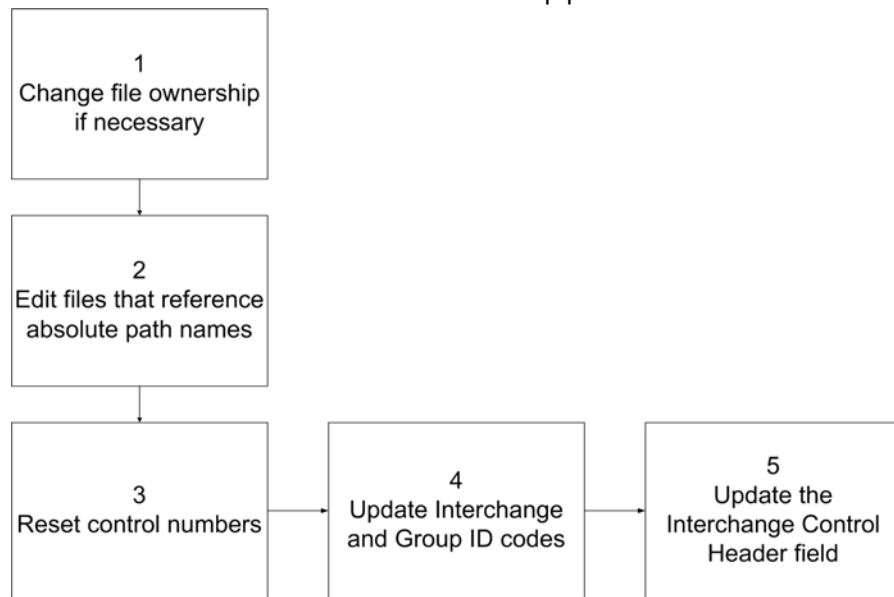 1
Change file ownership
if necessary
2
Edit files that reference
absolute path names
3
Reset control numbers
4
Update Interchange
and Group ID codes
5
Update the
Interchange Control
Header field